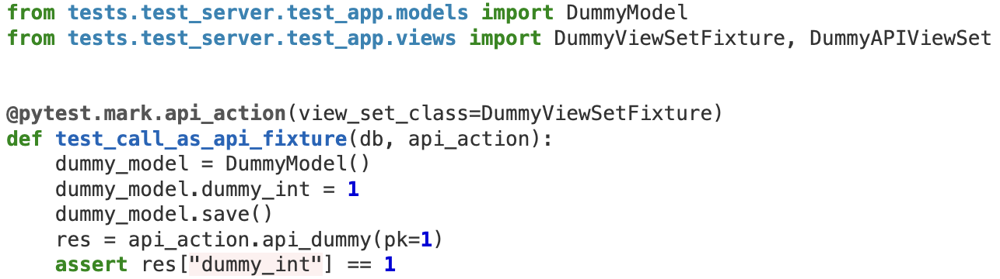 from tests.test_server.test_app.models import DummyModel
from tests.test_server.test_app.views import DummyViewSetFixture, DummyAPIViewSet
@pytest.mark.api_action(view_set_class=DummyViewSetFixture)
def test_call_as_api_fixture(db, api_action):
    dummy_model = DummyModel()
    dummy_model.dummy_int = 1
    dummy_model.save()
    res = api_action.api_dummy(pk=1)
    assert res["dummy_int"] == 1